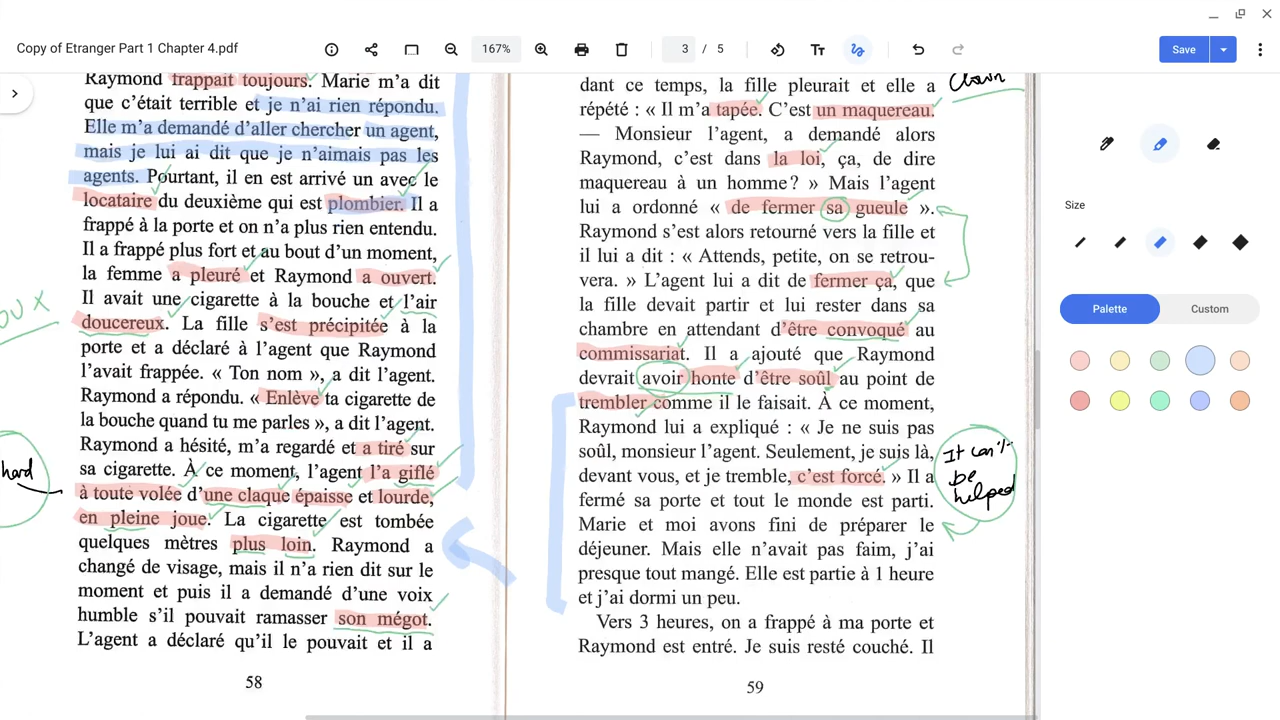 Copy of Etranger Part 1 Chapter 4.pdf
167%
3 / 5
Tт
Save
Raymond frappait toujours. Marie m'a dit
que c'était terrible et je n'ai rien répondu.
Elle m'a demandé d'aller chercher un agent,
mais je lui ai dit que je n'aimais pas les
agents. Pourtant, il en est arrivé un avec le
locataire du deuxième qui est plombier. Il a
frappé à la porte et on n'a plus rien entendu.
Il a frappé plus fort et au bout d'un moment,
la femme a pleuré et Raymond a ouvert.
Il avait une cigarette à la bouche et l'air
doucereux. La fille s'est précipitée à la
porte et a déclaré à l'agent que Raymond
l'avait frappée. « Ton nom », a dit l'agent.
Raymond a répondu. « Enlève ta cigarette de
la bouche quand tu me parles », a dit l'agent.
Raymond a hésité, m'a regardé et a tiré sur
sa cigarette. À ce moment, l'agent l'a giflé
à toute volée d'une claque épaisse et lourde,
en pleine joue. La cigarette est tombée
quelques mètres plus loin. Raymond a
changé de visage, mais il n'a rien dit sur le
moment et puis il a demandé d'une voix
humble s'il pouvait ramasser son mégot.
L'agent a déclaré qu'il le pouvait et il a
58
hard
dant ce temps, la fille pleurait et elle a
répété : « Il m'a tapée. C'est un maquereau.
— Monsieur l'agent, a demandé alors
Raymond, c'est dans la loi, ça, de dire
maquereau à un homme ? » Mais l'agent
lui a ordonné « de fermer sa gueule ».
Raymond s'est alors retourné vers la fille et
il lui a dit : « Attends, petite, on se retrou-
vera. » L'agent lui a dit de fermer ça, que
la fille devait partir et lui rester dans sa
chambre en attendant d'être convoqué au
commissariat. Il a ajouté que Raymond
devrait avoir honte d'être soûl au point de
trembler comme il le faisait. À ce moment,
Raymond lui a expliqué : « Je ne suis pas
soûl, monsieur l'agent. Seulement, je suis là,
devant vous, et je tremble, c'est forcé. » Il a
fermé sa porte et tout le monde est parti.
Marie et moi avons fini de préparer le
déjeuner. Mais elle n'avait pas faim, j'ai
presque tout mangé. Elle est partie à 1 heure
et j'ai dormi un peu.
Vers 3 heures, on a frappé à ma porte et
Raymond est entré. Je suis resté couché. Il
59
It can't
be
helped
Size
Palette
Custom